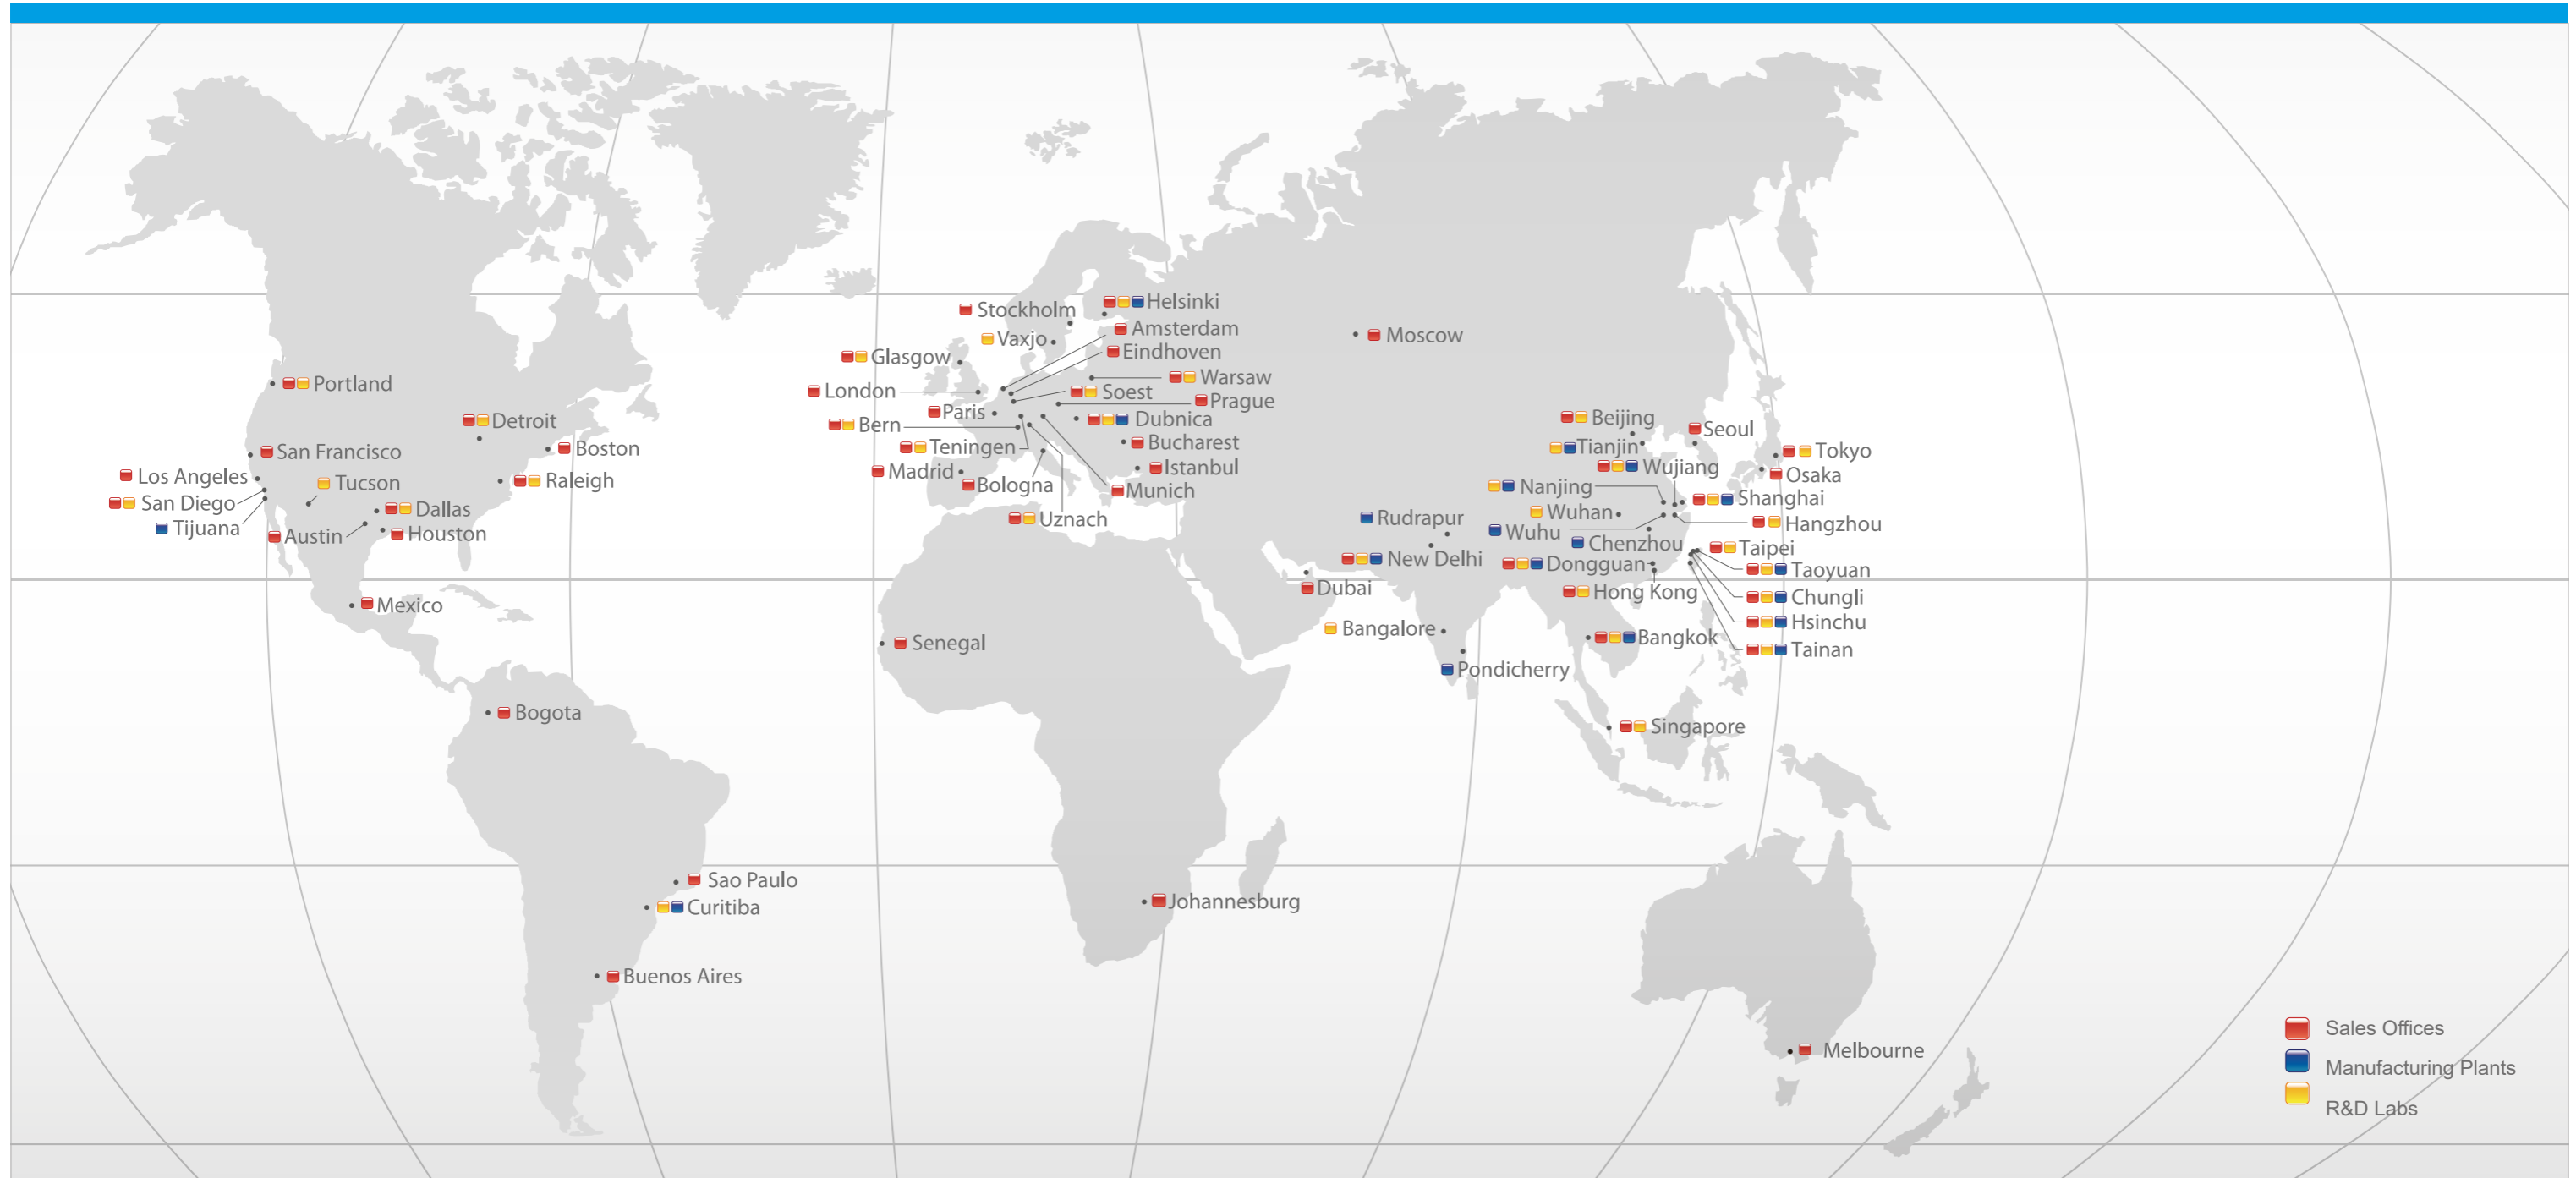 Stockholm
Helsinki
Amsterdam
Vaxjo
Moscow
Eindhoven
Glasgow
Warsaw
Portland
London
Soest
Prague
Paris
Detroit
Bern
Dubnica
Beijing
Seoul
Boston
Teningen
Bucharest
Tianjin
Tokyo
San Francisco
Madrid
Istanbul
Wujiang
Osaka
Los Angeles
Tucson
Raleigh
Bologna
Munich
Nanjing
Shanghai
San Diego
Dallas
Uznach
Rudrapur
Wuhan
Hangzhou
Tijuana
Austin
Houston
Wuhu
Chenzhou
Taipei
New Delhi
Dongguan
Taoyuan
Dubai
Hong Kong
Chungli
Mexico
Bangalore
Hsinchu
Senegal
Bangkok
Tainan
Pondicherry
Bogota
Singapore
Sao Paulo
Curitiba
Johannesburg
Buenos Aires
Melbourne
Sales Offices
Manufacturing Plants
R&D Labs